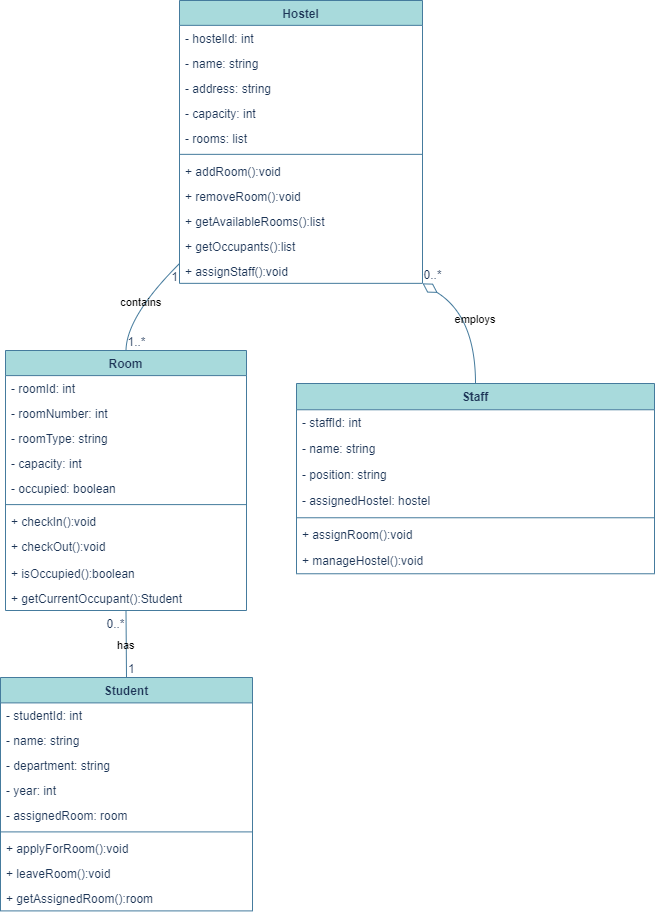 Hostel
- hostelId: int
- name: string
- address: string
- capacity: int
- rooms: list
+ addRoom():void
+ removeRoom():void
+ getAvailableRooms():list
+ getOccupants():list
+ assignStaff():void
1
0..*
contains
employs
1..*
Room
- roomId: int
- roomNumber: int
- roomType: string
- capacity: int
- occupied: boolean
+ checkIn():void
+ checkOut():void
+ isOccupied():boolean
+ getCurrentOccupant():Student
Staff
- staffId: int
- name: string
- position: string
- assignedHostel: hostel
+ assignRoom():void
+ manageHostel():void
0..*
has
1
Student
- studentId: int
- name: string
- department: string
- year: int
- assignedRoom: room
+ applyForRoom():void
+ leaveRoom():void
+ getAssignedRoom():room